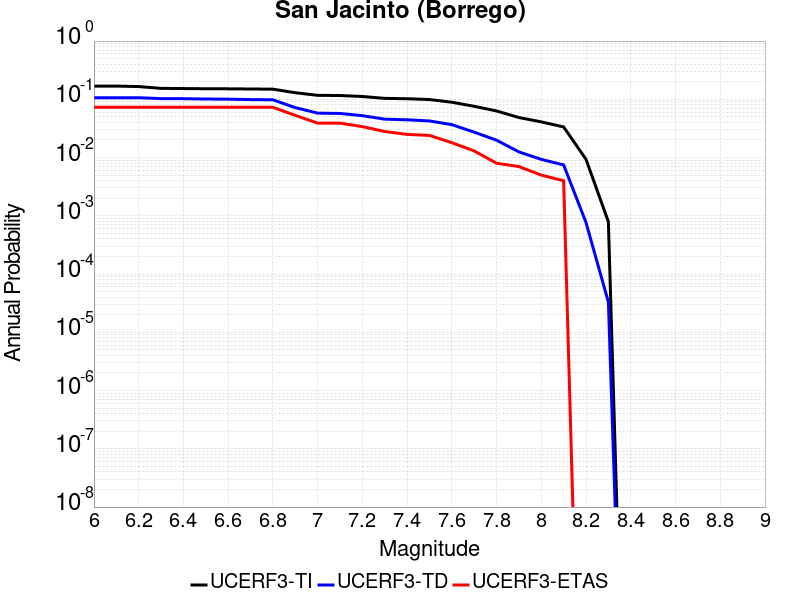 San Jacinto (Borrego)
10^0
10^-1
10^-2
10^-3
10^-4
10^-5
10^-6
10^-7
10^-8
Annual Probability
6 6.2 6.4 6.6 6.8 7 7.2 7.4 7.6 7.8 8 8.2 8.4 8.6 8.8 9
Magnitude
UCERF3-TI UCERF3-TD UCERF3-ETAS